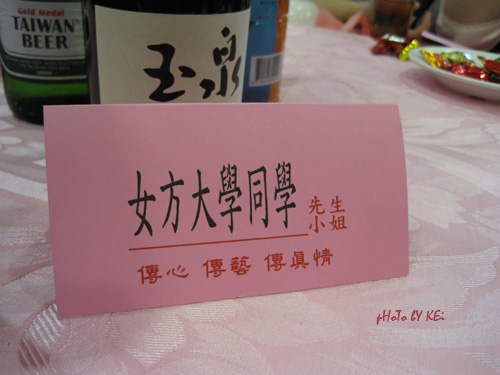 Gold Medal
TAIWAN
BEER
玉泉
女方大學同學
先生
小姐
傳心 傳藝 傳真情
pHoTo bY KEi